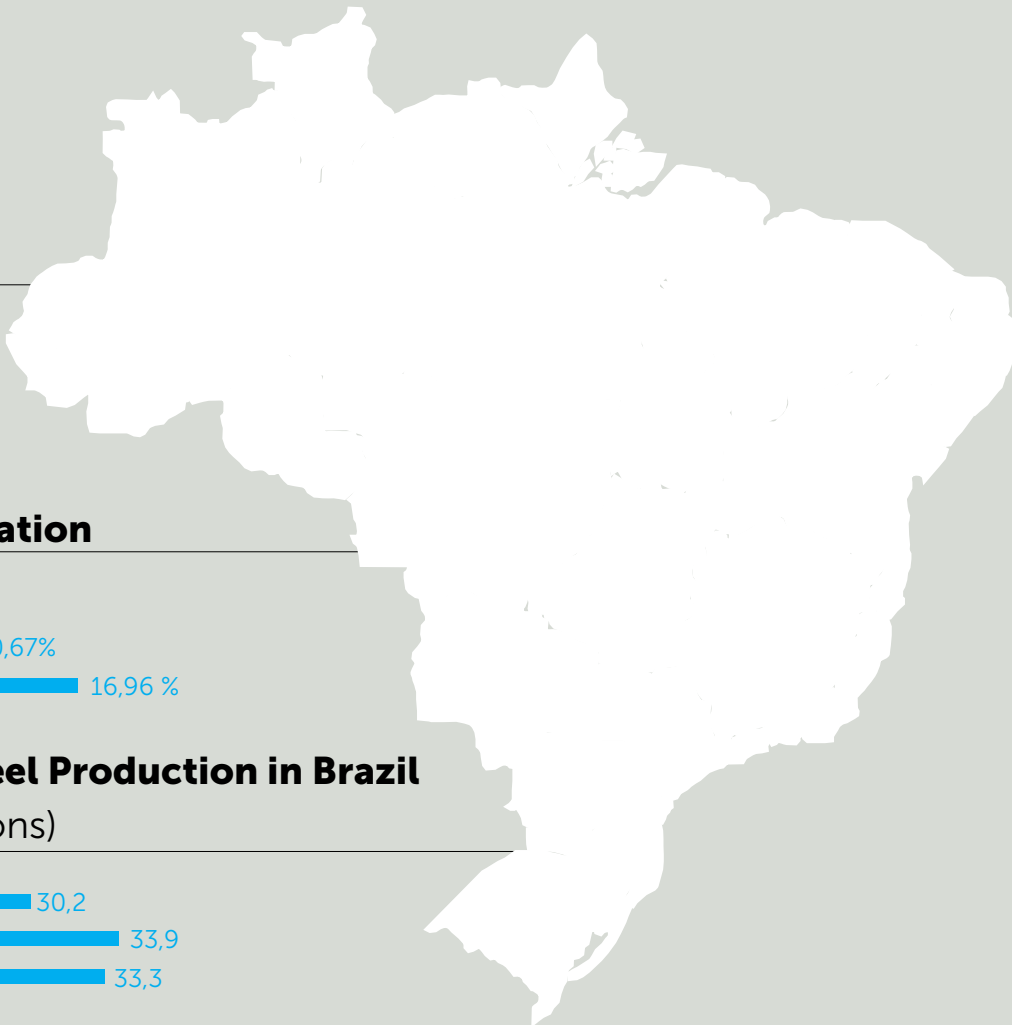 ation
,67%
16,96 %
eel Production in Brazil
ons)
30,2
33,9
33,3